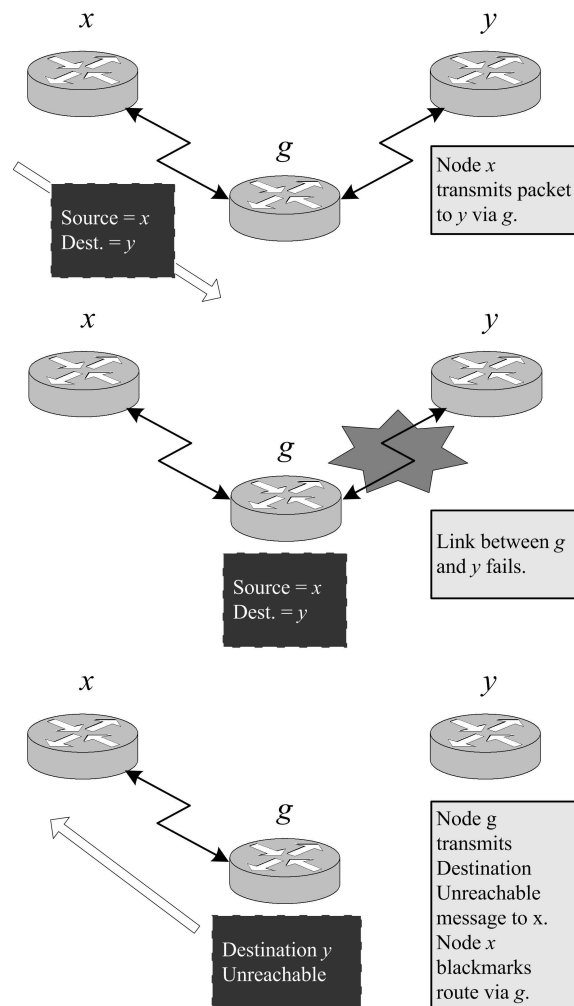 x
y
g
Source = x
Dest. = y
Node x
transmits packet
to y via g.
x
y
g
Source = x
Dest. = y
Link between g
and y fails.
x
y
g
Destination y
Unreachable
Node g
transmits
Destination
Unreachable
message to x.
Node x
blackmarks
route via g.